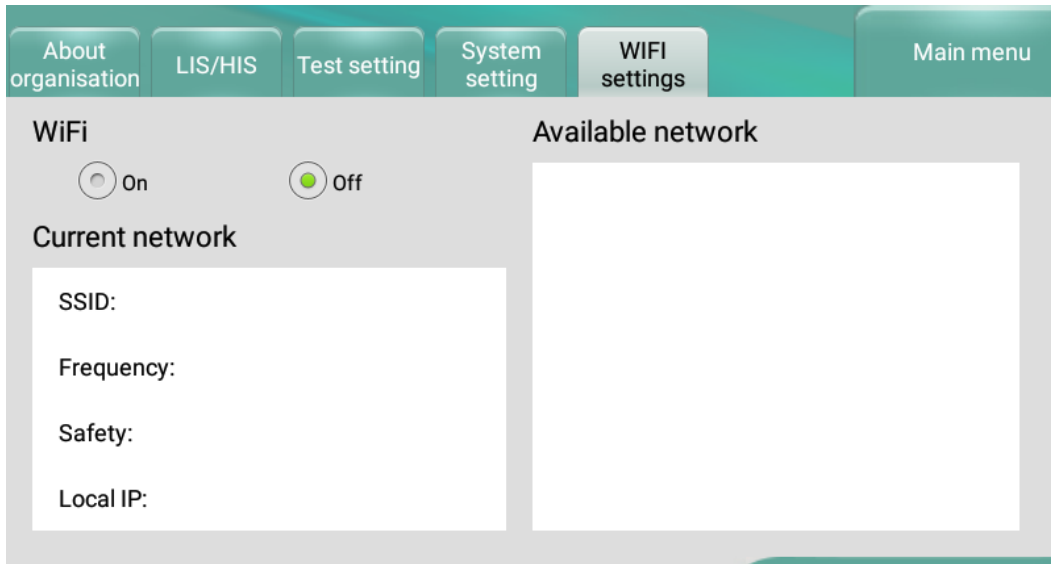 About
organisation
LIS/HIS
Test setting
System
setting
WIFI
settings
Main menu
WiFi
On
Off
Current network
SSID:
Frequency:
Safety:
Local IP:
Available network